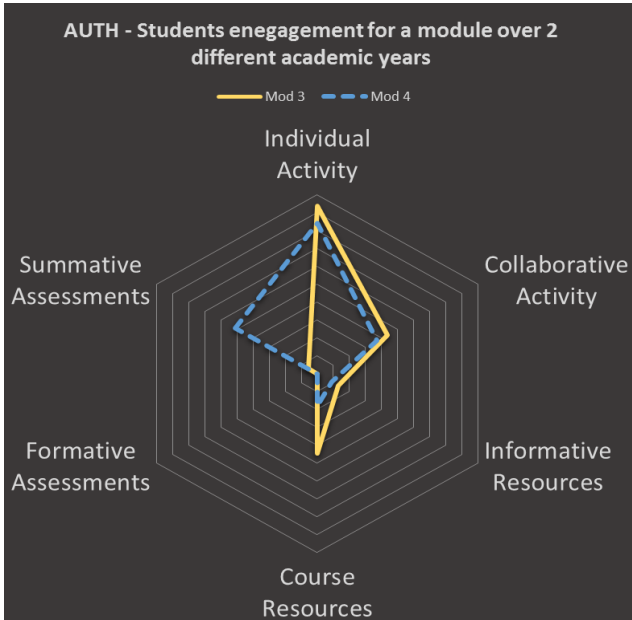 AUTH - Students enegagement for a module over 2
different academic years
Mod 3
Mod 4
Individual
Activity
Collaborative
Activity
Informative
Resources
Course
Resources
Formative
Assessments
Summative
Assessments